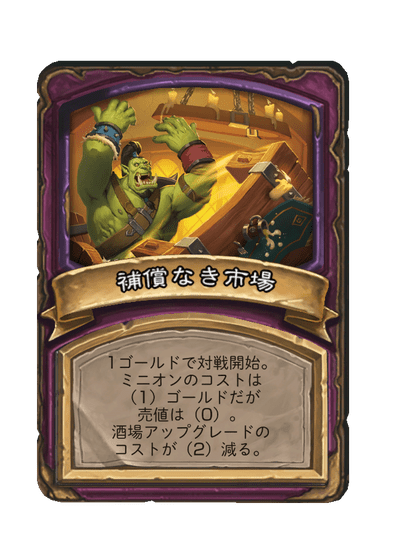 補償なき市場
1ゴールドで対戦開始。
ミニオンのコストは
（1）ゴールドだが
売値は（0）。
酒場アップグレードの
コストが（2）減る。